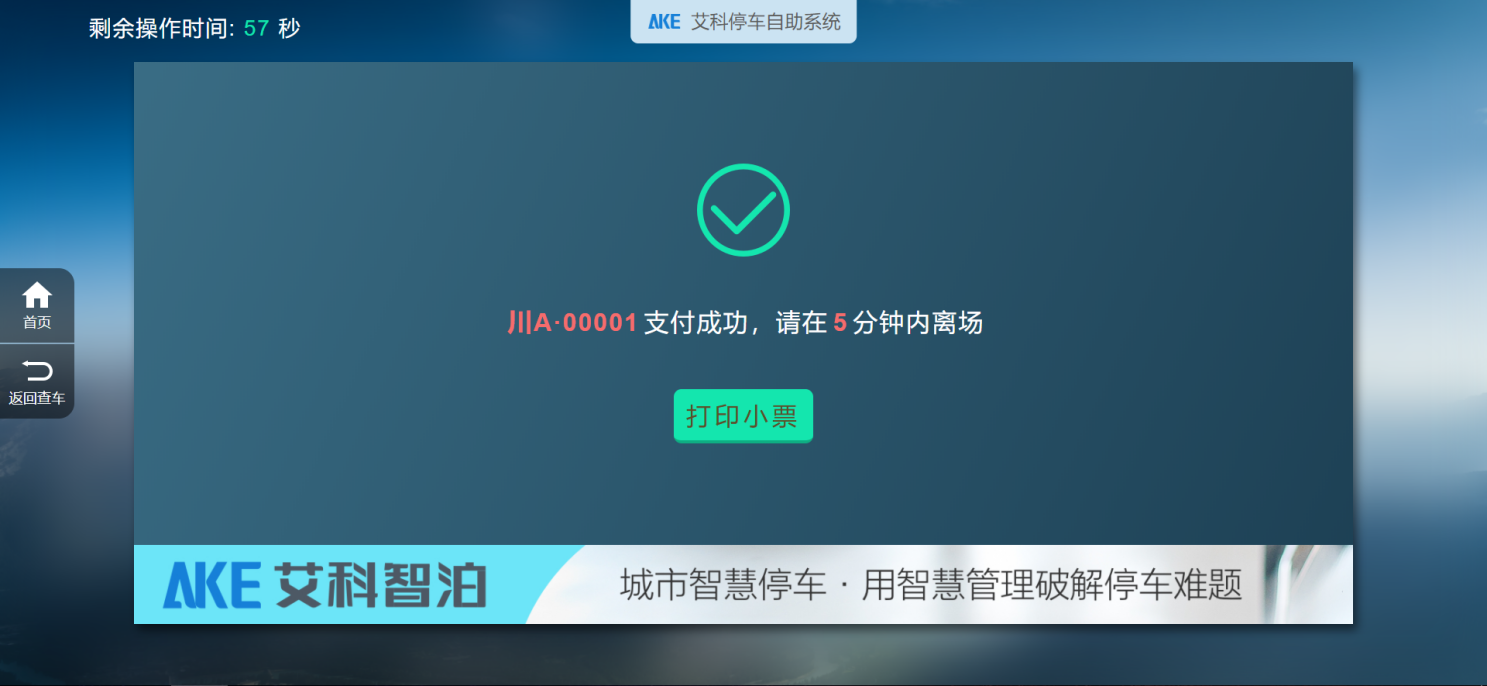 剩余操作时间: 57 秒
AKE 艾科停车自助系统
首页
返回查车
川A·00001 支付成功，请在 5 分钟内离场
打印小票
AKE 艾科智泊
城市智慧停车 · 用智慧管理破解停车难题